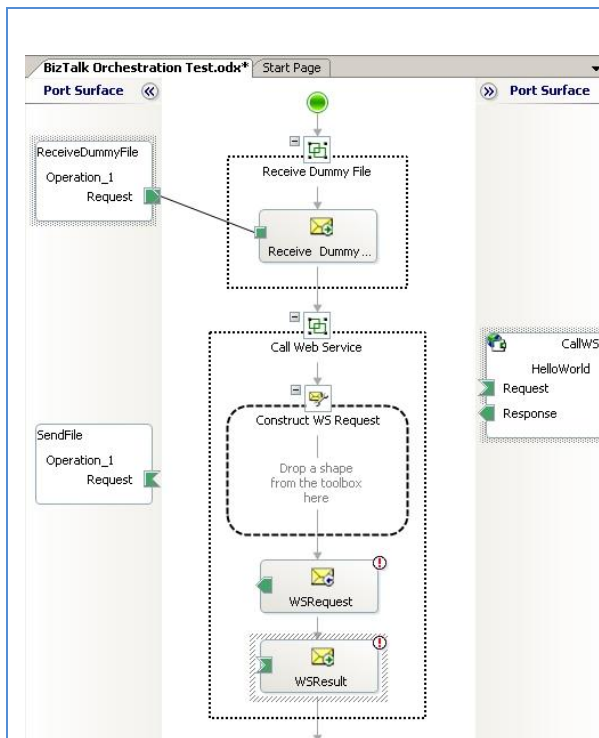 BizTalk Orchestration Test.odx*
Start Page
Port Surface
Port Surface
ReceiveDummyFile
Operation_1
Request
Receive Dummy File
Receive Dummy...
Call Web Service
CallWS
HelloWorld
Request
Response
Construct WS Request
Drop a shape
from the toolbox
here
SendFile
Operation_1
Request
WSRequest
WSResult